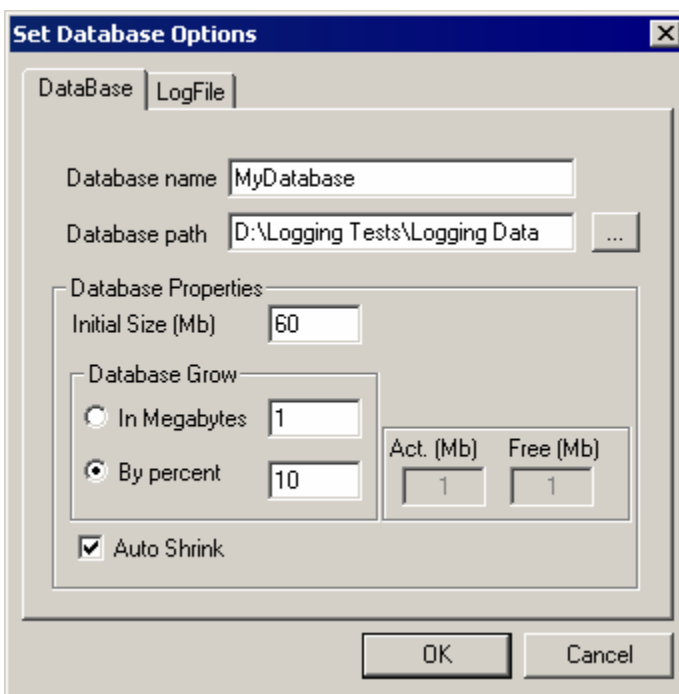 Set Database Options
DataBase LogFile
Database name MyDatabase
Database path D:\Logging Tests\Logging Data ...
Database Properties
Initial Size (Mb) 60
Database Grow
In Megabytes 1
Act. (Mb) Free (Mb)
By percent 10
1 1
Auto Shrink
OK Cancel